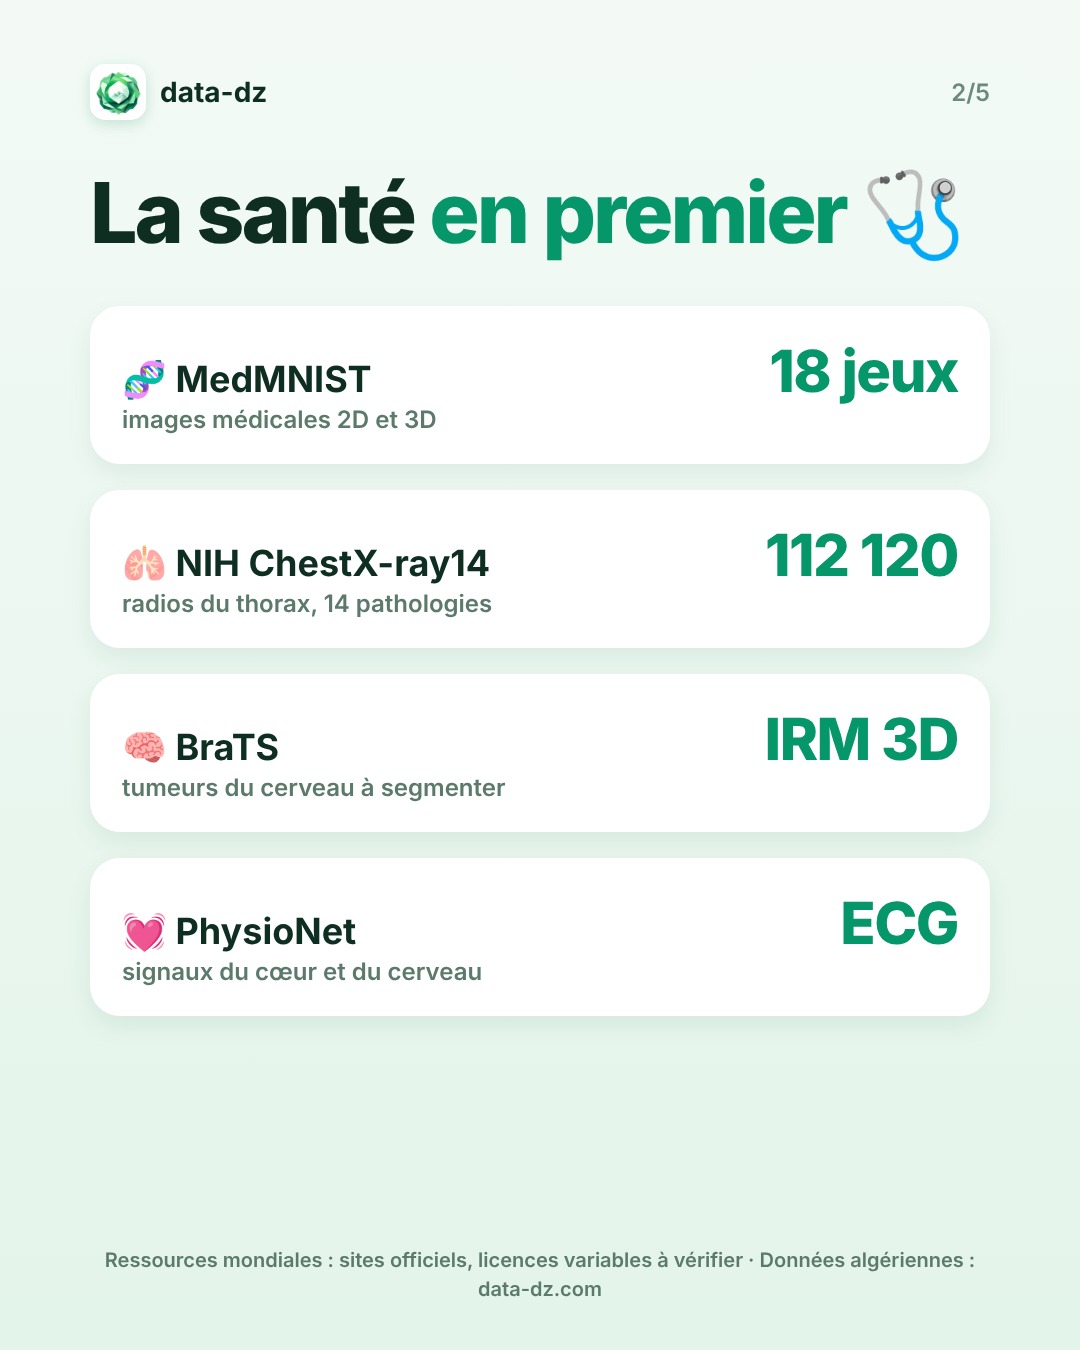 data-dz
2/5
La santé en premier 🩺
🧬 MedMNIST
18 jeux
images médicales 2D et 3D
🫁 NIH ChestX-ray14
112 120
radios du thorax, 14 pathologies
🧠 BraTS
IRM 3D
tumeurs du cerveau à segmenter
💓 PhysioNet
ECG
signaux du cœur et du cerveau
Ressources mondiales : sites officiels, licences variables à vérifier · Données algériennes :
data-dz.com